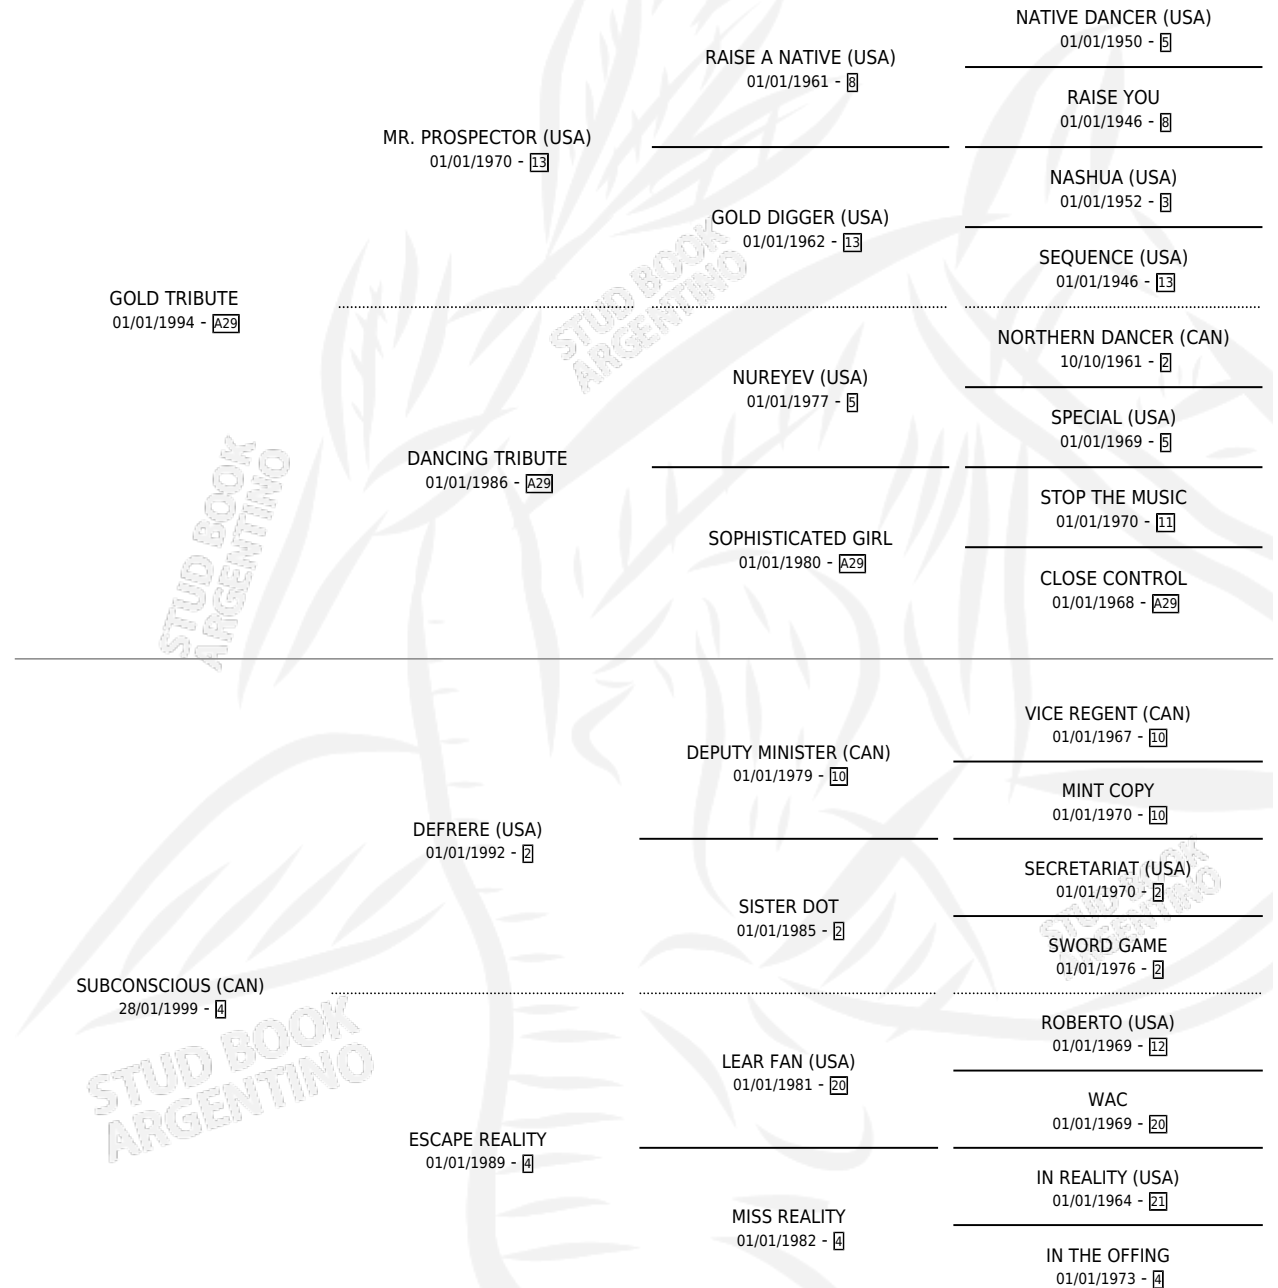 NATIVE DANCER (USA)
01/01/1950 - 5
RAISE A NATIVE (USA)
01/01/1961 - 8
RAISE YOU
01/01/1946 - 8
MR. PROSPECTOR (USA)
01/01/1970 - 13
NASHUA (USA)
01/01/1952 - 3
GOLD DIGGER (USA)
01/01/1962 - 13
SEQUENCE (USA)
01/01/1946 - 13
GOLD TRIBUTE
01/01/1994 - A29
NORTHERN DANCER (CAN)
10/10/1961 - 2
NUREYEV (USA)
01/01/1977 - 5
SPECIAL (USA)
01/01/1969 - 5
DANCING TRIBUTE
01/01/1986 - A29
STOP THE MUSIC
01/01/1970 - 11
SOPHISTICATED GIRL
01/01/1980 - A29
CLOSE CONTROL
01/01/1968 - A29
VICE REGENT (CAN)
01/01/1967 - 10
DEPUTY MINISTER (CAN)
01/01/1979 - 10
MINT COPY
01/01/1970 - 10
DEFRERE (USA)
01/01/1992 - 2
SECRETARIAT (USA)
01/01/1970 - 2
SISTER DOT
01/01/1985 - 2
SWORD GAME
01/01/1976 - 2
SUBCONSCIOUS (CAN)
28/01/1999 - 4
ROBERTO (USA)
01/01/1969 - 12
LEAR FAN (USA)
01/01/1981 - 20
WAC
01/01/1969 - 20
ESCAPE REALITY
01/01/1989 - 4
IN REALITY (USA)
01/01/1964 - 21
MISS REALITY
01/01/1982 - 4
IN THE OFFING
01/01/1973 - 4
STUD BOOK
ARGENTINO
STUD BOOK
ARGENTINO
STUD BOOK
ARGENTINO
STUD BOOK
ARGENTINO